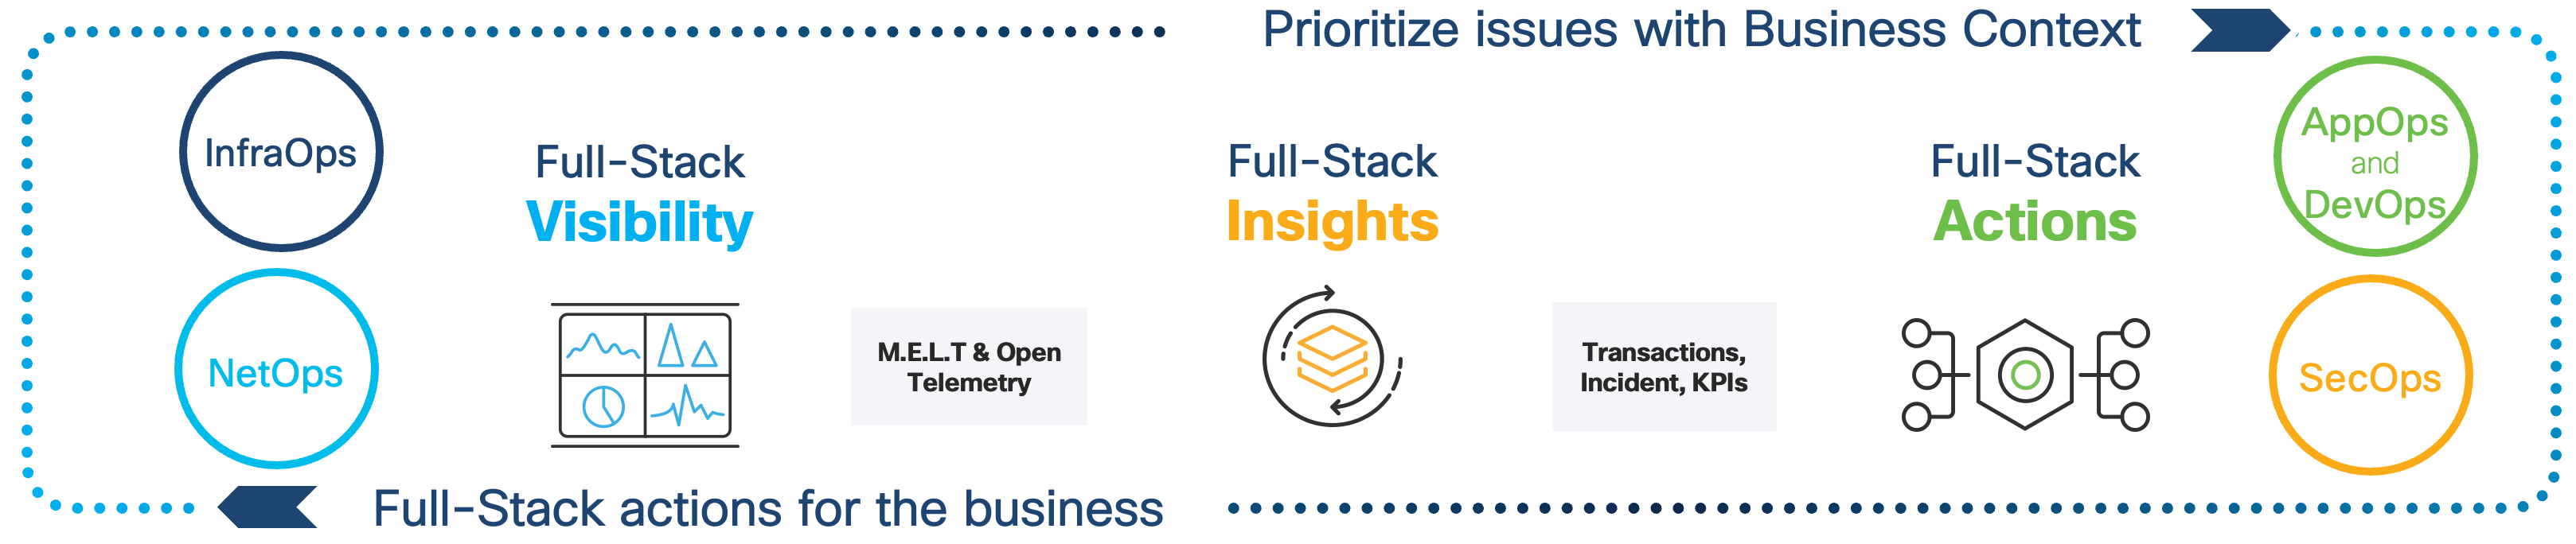 Prioritize issues with Business Context
InfraOps
NetOps
Full-Stack
Visibility
M.E.L.T & Open
Telemetry
Full-Stack
Insights
Transactions,
Incident, KPIs
Full-Stack
Actions
AppOps
and
DevOps
SecOps
Full-Stack actions for the business